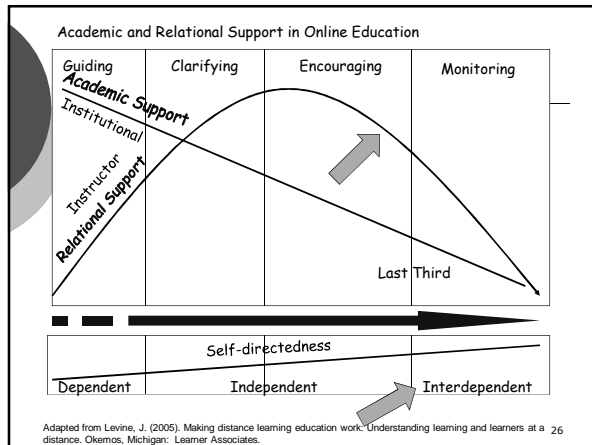 Academic and Relational Support in Online Education
Guiding Clarifying Encouraging Monitoring
Academic Support
Institutional
Instructor
Relational Support
Last Third
Self-directedness
Dependent Independent Interdependent
Adapted from Levine, J. (2005). Making distance learning education work: Understanding learning and learners at a
distance. Okemos, Michigan: Learner Associates.
26